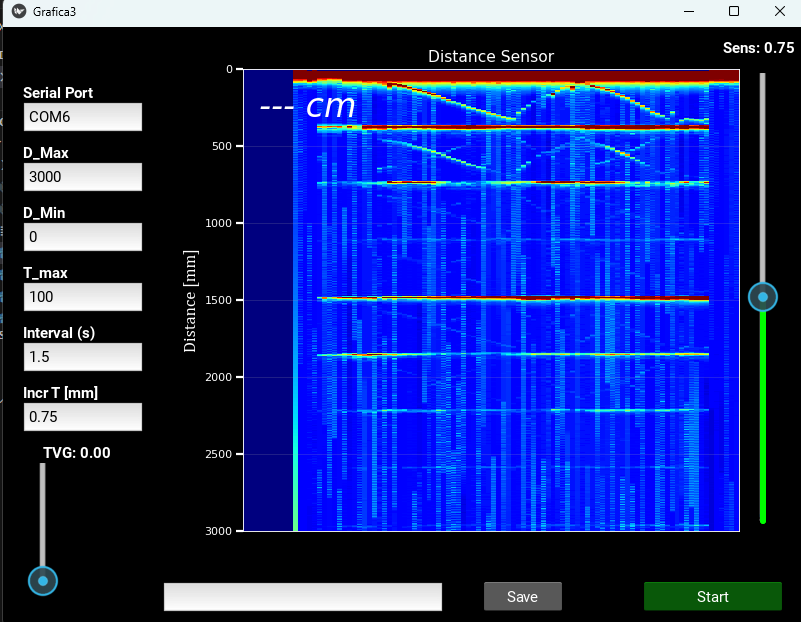 Grafica3
Sens: 0.75
Distance Sensor
Serial Port
COM6
D_Max
3000
D_Min
0
T_max
100
Interval (s)
1.5
Incr T [mm]
0.75
TVG: 0.00
--- cm
Distance [mm]
0
500
1000
1500
2000
2500
3000
Save
Start